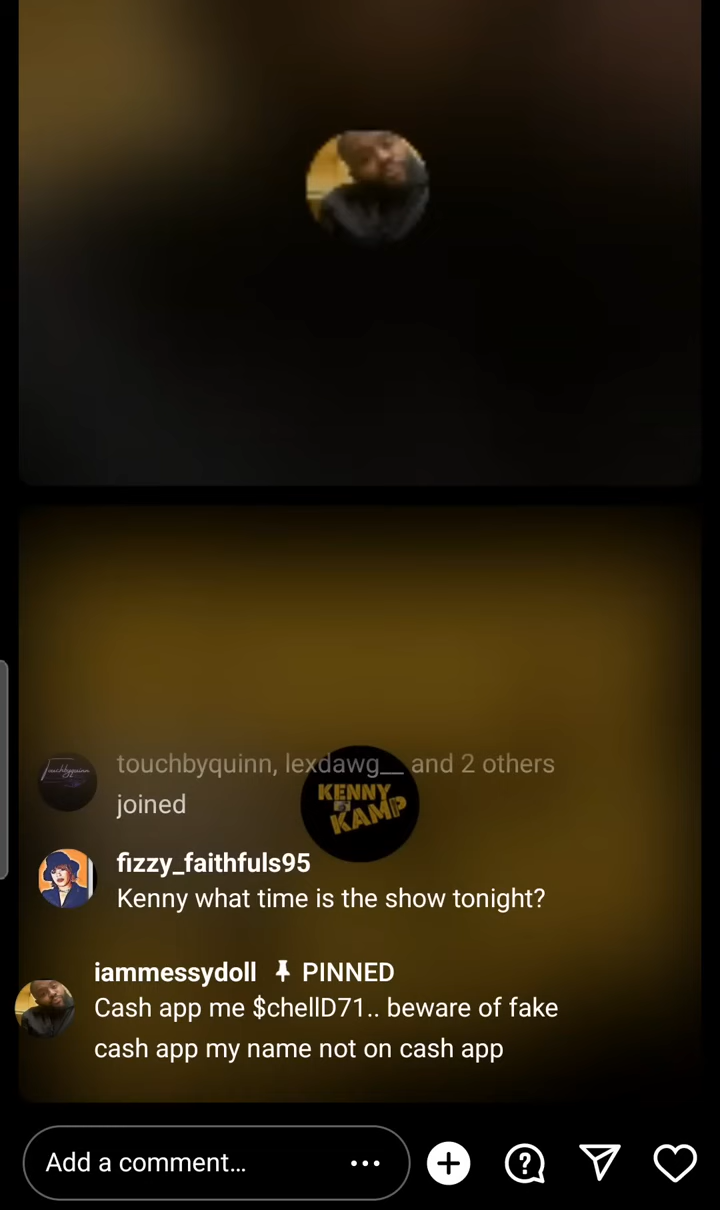 touchbyquinn, lexdawg__ and 2 others
joined
KENNY
KAMP
fizzy_faithfuls95
Kenny what time is the show tonight?
iammessydoll PINNED
Cash app me $chellD71.. beware of fake
cash app my name not on cash app
Add a comment...